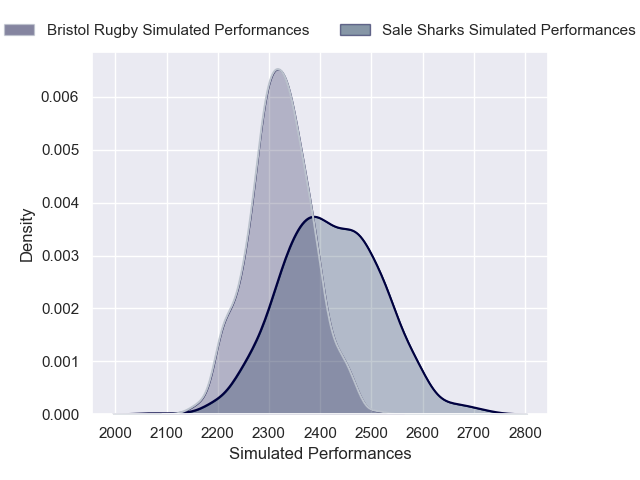 Bristol Rugby Simulated Performances
Sale Sharks Simulated Performances
0.006
0.005
0.004
0.003
0.002
0.001
0.000
Density
2000 2100 2200 2300 2400 2500 2600 2700 2800
Simulated Performances